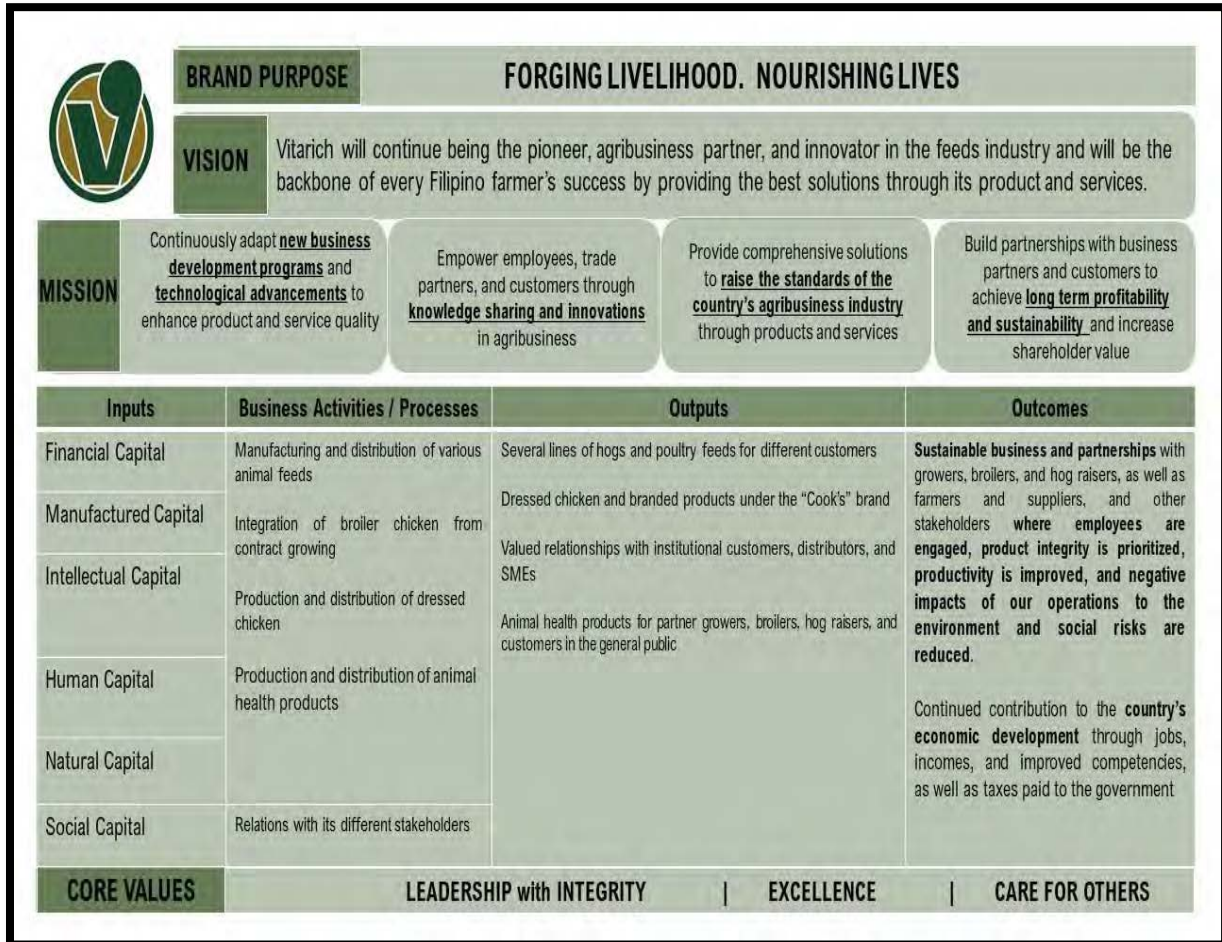 BRAND PURPOSE
FORGING LIVELIHOOD. NOURISHING LIVES
VISION
Vitarich will continue being the pioneer, agribusiness partner, and innovator in the feeds industry and will be the
backbone of every Filipino farmer's success by providing the best solutions through its product and services.
MISSION
Continuously adapt new business
development programs and
technological advancements to
enhance product and service quality
Empower employees, trade
partners, and customers through
knowledge sharing and innovations
in agribusiness
Provide comprehensive solutions
to raise the standards of the
country's agribusiness industry
through products and services
Build partnerships with business
partners and customers to
achieve long term profitability
and sustainability and increase
shareholder value
Inputs
Business Activities / Processes
Outputs
Outcomes
Financial Capital
Manufactured Capital
Intellectual Capital
Human Capital
Natural Capital
Social Capital
Manufacturing and distribution of various
animal feeds
Integration of broiler chicken from
contract growing
Production and distribution of dressed
chicken
Production and distribution of animal
health products
Relations with its different stakeholders
Several lines of hogs and poultry feeds for different customers
Dressed chicken and branded products under the "Cook's" brand
Valued relationships with institutional customers, distributors, and
SMEs
Animal health products for partner growers, broilers, hog raisers, and
customers in the general public
Sustainable business and partnerships with
growers, broilers, and hog raisers, as well as
farmers and suppliers, and other
stakeholders where employees are
engaged, product integrity is prioritized,
productivity is improved, and negative
impacts of our operations to the
environment and social risks are
reduced.
Continued contribution to the country's
economic development through jobs,
incomes, and improved competencies,
as well as taxes paid to the government
CORE VALUES
LEADERSHIP with INTEGRITY | EXCELLENCE | CARE FOR OTHERS